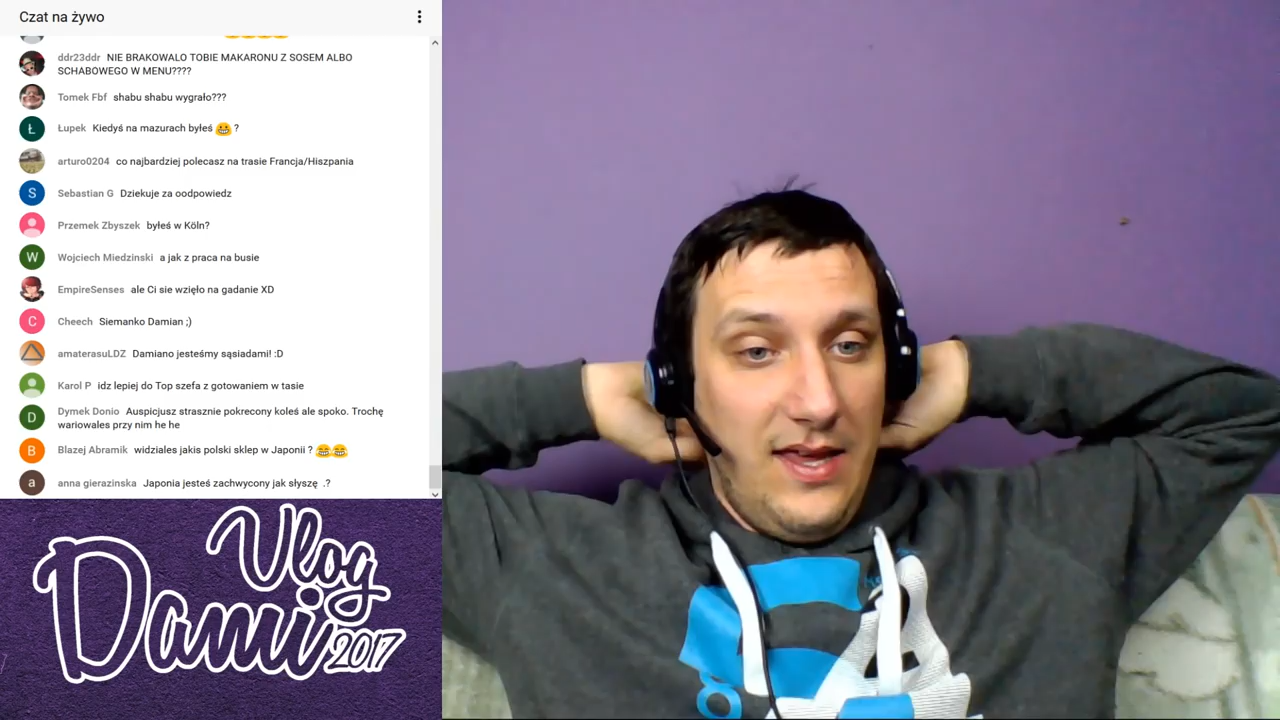 Czat na żywo
ddr23ddr NIE BRAKOWALO TOBIE MAKARONU Z SOSEM ALBO
SCHABOWEGO W MENU????
Tomek Fbf shabu shabu wygrało???
Ł Łupek Kiedyś na mazurach byłeś 😁 ?
arturo0204 co najbardziej polecasz na trasie Francja/Hiszpania
S Sebastian G Dziekuje za oodpowiedz
Przemek Zbyszek byłeś w Köln?
W Wojciech Miedzinski a jak z praca na busie
EmpireSenses ale Ci sie wzięło na gadanie XD
C Cheech Siemanko Damian ;)
amaterasuLDZ Damiano jesteśmy sąsiadami! :D
Karol P idz lepiej do Top szefa z gotowaniem w tasie
D Dymek Donio Auspicjusz strasznie pokrecony koleś ale spoko. Trochę
wariowales przy nim he he
B Blazej Abramik widziales jakis polski sklep w Japonii ? 😂😂
a anna gierazinska Japonia jesteś zachwycony jak słyszę .?
Vlog
Dami
2017